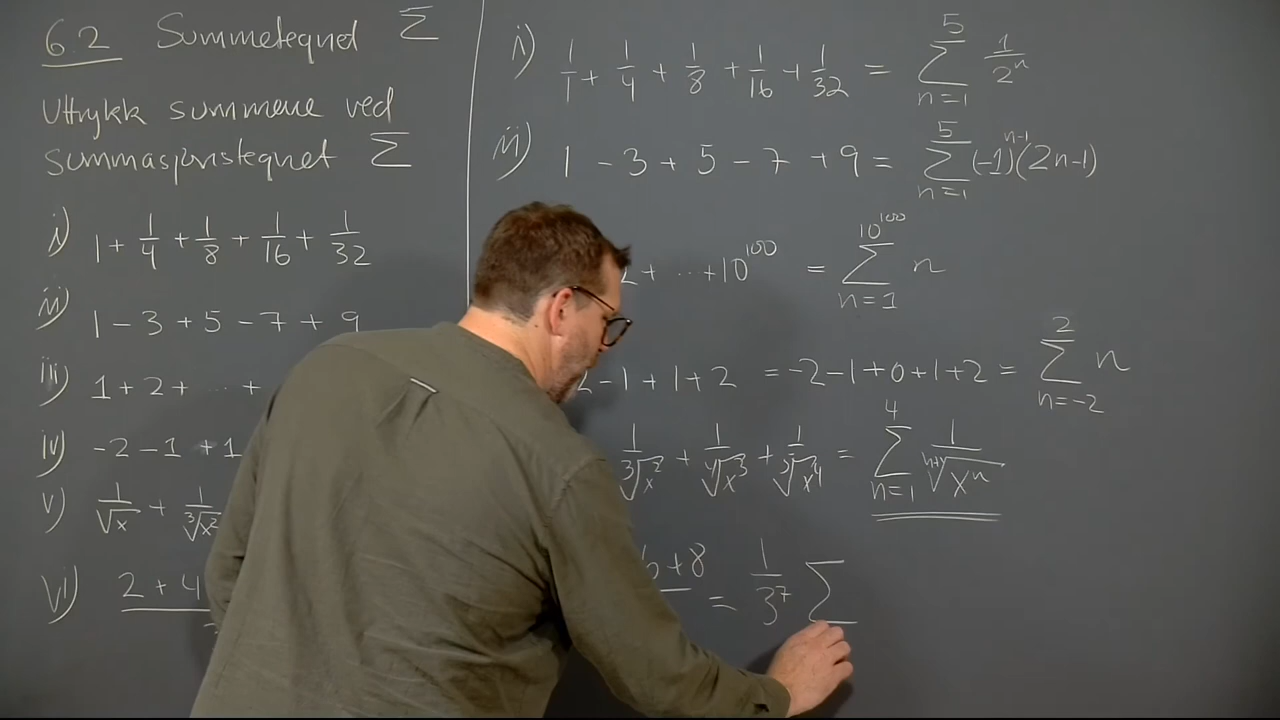 6.2 Summetegnet Σ
Uttrykk summene ved
summasjonstegnet Σ
i) 1 + 1/4 + 1/8 + 1/16 + 1/32
ii) 1 - 3 + 5 - 7 + 9
iii) 1 + 2 + ... +
iv) -2 - 1 + 1
v) 1/√x + 1/∛x²
vi) 2 + 4
i) 1/1 + 1/4 + 1/8 + 1/16 + 1/32 = Σ_{n=1}^{5} 1/2ⁿ
ii) 1 - 3 + 5 - 7 + 9 = Σ_{n=1}^{5} (-1)^{n-1}(2n-1)
+ ... + 10^{100} = Σ_{n=1}^{10^{100}} n
-1 + 1 + 2 = -2 - 1 + 0 + 1 + 2 = Σ_{n=-2}^{2} n
1/∛x² + 1/∜x³ + 1/⁵√x⁴ = Σ_{n=1}^{4} 1/ⁿ⁺¹√xⁿ
6 + 8 = 1/3⁷ Σ